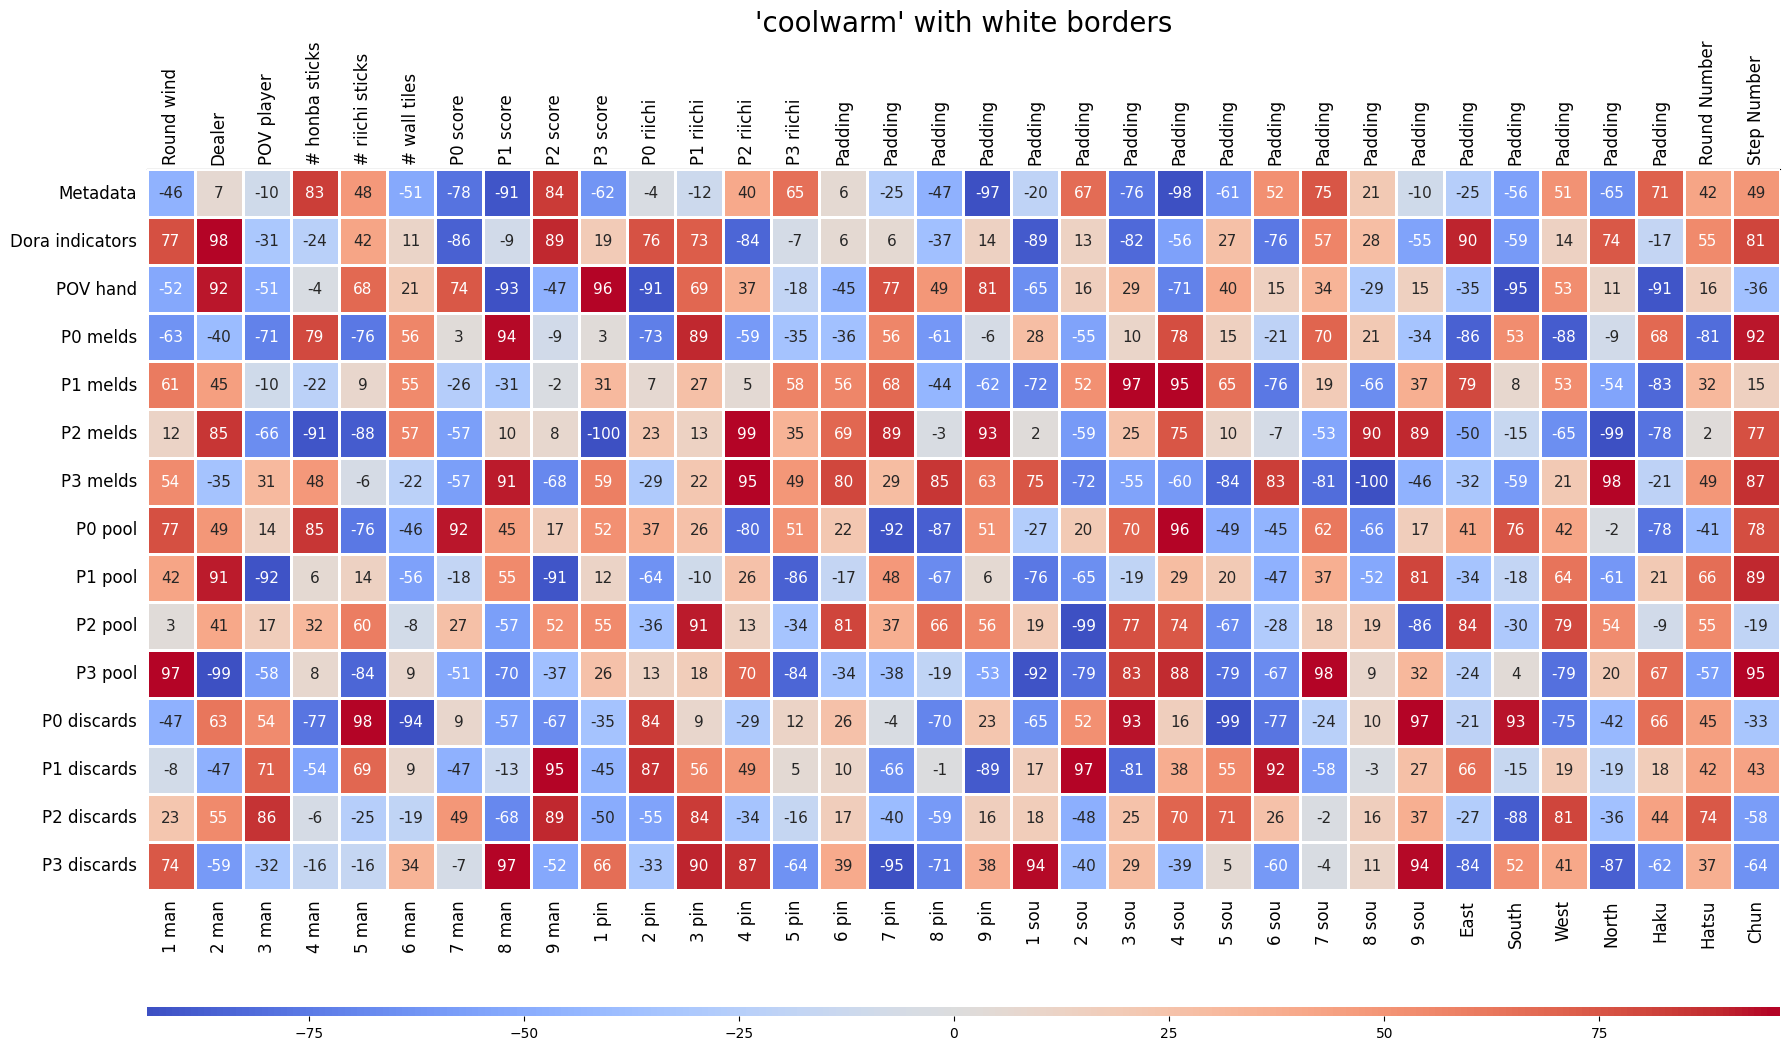 'coolwarm' with white borders
Round wind Dealer POV player # honba sticks # riichi sticks # wall tiles P0 score P1 score P2 score P3 score P0 riichi P1 riichi P2 riichi P3 riichi Padding Padding Padding Padding Padding Padding Padding Padding Padding Padding Padding Padding Padding Padding Padding Padding Padding Padding Round Number Step Number
Metadata -46 7 -10 83 48 -51 -78 -91 84 -62 -4 -12 40 65 6 -25 -47 -97 -20 67 -76 -98 -61 52 75 21 -10 -25 -56 51 -65 71 42 49
Dora indicators 77 98 -31 -24 42 11 -86 -9 89 19 76 73 -84 -7 6 6 -37 14 -89 13 -82 -56 27 -76 57 28 -55 90 -59 14 74 -17 55 81
POV hand -52 92 -51 -4 68 21 74 -93 -47 96 -91 69 37 -18 -45 77 49 81 -65 16 29 -71 40 15 34 -29 15 -35 -95 53 11 -91 16 -36
P0 melds -63 -40 -71 79 -76 56 3 94 -9 3 -73 89 -59 -35 -36 56 -61 -6 28 -55 10 78 15 -21 70 21 -34 -86 53 -88 -9 68 -81 92
P1 melds 61 45 -10 -22 9 55 -26 -31 -2 31 7 27 5 58 56 68 -44 -62 -72 52 97 95 65 -76 19 -66 37 79 8 53 -54 -83 32 15
P2 melds 12 85 -66 -91 -88 57 -57 10 8 -100 23 13 99 35 69 89 -3 93 2 -59 25 75 10 -7 -53 90 89 -50 -15 -65 -99 -78 2 77
P3 melds 54 -35 31 48 -6 -22 -57 91 -68 59 -29 22 95 49 80 29 85 63 75 -72 -55 -60 -84 83 -81 -100 -46 -32 -59 21 98 -21 49 87
P0 pool 77 49 14 85 -76 -46 92 45 17 52 37 26 -80 51 22 -92 -87 51 -27 20 70 96 -49 -45 62 -66 17 41 76 42 -2 -78 -41 78
P1 pool 42 91 -92 6 14 -56 -18 55 -91 12 -64 -10 26 -86 -17 48 -67 6 -76 -65 -19 29 20 -47 37 -52 81 -34 -18 64 -61 21 66 89
P2 pool 3 41 17 32 60 -8 27 -57 52 55 -36 91 13 -34 81 37 66 56 19 -99 77 74 -67 -28 18 19 -86 84 -30 79 54 -9 55 -19
P3 pool 97 -99 -58 8 -84 9 -51 -70 -37 26 13 18 70 -84 -34 -38 -19 -53 -92 -79 83 88 -79 -67 98 9 32 -24 4 -79 20 67 -57 95
P0 discards -47 63 54 -77 98 -94 9 -57 -67 -35 84 9 -29 12 26 -4 -70 23 -65 52 93 16 -99 -77 -24 10 97 -21 93 -75 -42 66 45 -33
P1 discards -8 -47 71 -54 69 9 -47 -13 95 -45 87 56 49 5 10 -66 -1 -89 17 97 -81 38 55 92 -58 -3 27 66 -15 19 -19 18 42 43
P2 discards 23 55 86 -6 -25 -19 49 -68 89 -50 -55 84 -34 -16 17 -40 -59 16 18 -48 25 70 71 26 -2 16 37 -27 -88 81 -36 44 74 -58
P3 discards 74 -59 -32 -16 -16 34 -7 97 -52 66 -33 90 87 -64 39 -95 -71 38 94 -40 29 -39 5 -60 -4 11 94 -84 52 41 -87 -62 37 -64
1 man 2 man 3 man 4 man 5 man 6 man 7 man 8 man 9 man 1 pin 2 pin 3 pin 4 pin 5 pin 6 pin 7 pin 8 pin 9 pin 1 sou 2 sou 3 sou 4 sou 5 sou 6 sou 7 sou 8 sou 9 sou East South West North Haku Hatsu Chun
−75 −50 −25 0 25 50 75